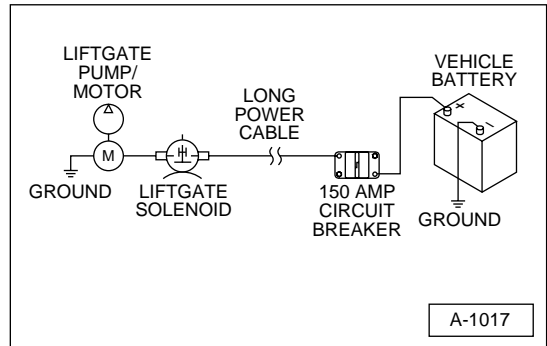 LIFTGATE
PUMP/
MOTOR
M
GROUND
LIFTGATE
SOLENOID
LONG
POWER
CABLE
150 AMP
CIRCUIT
BREAKER
VEHICLE
BATTERY
+
−
GROUND
A-1017